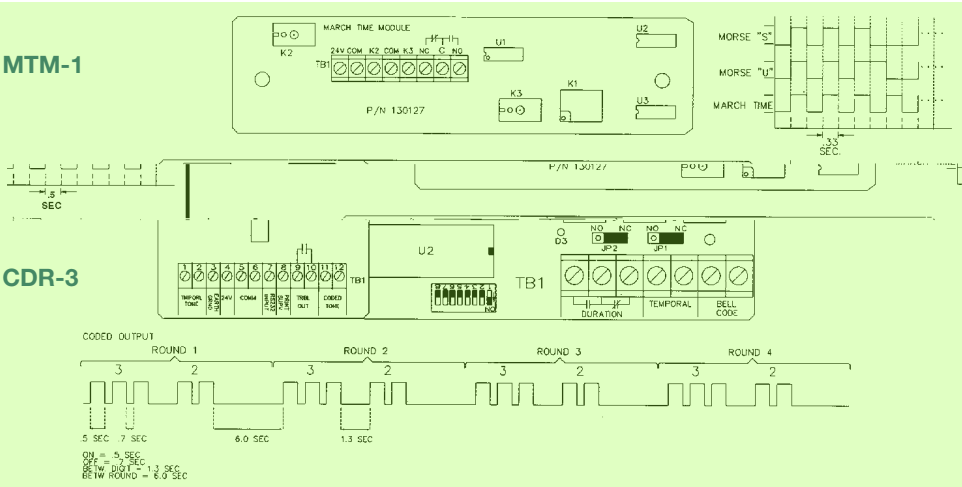 MTM-1
MARCH TIME MODULE
K2
24V COM K2 COM K3 NC C NO
TB1
P/N 130127
U1
K3
K1
U2
U3
MORSE "S"
MORSE "U"
MARCH TIME
.33
SEC.
.5
SEC
P/N 130127
CDR-3
1 2 3 4 5 6 7 8 9 10 11 12
TB1
EARTH
GRND
24V
COMM
RS232
INPUT
TRBL
OUT
CODED
TONE
U2
TB1
D3
NO NC
JP2
NO NC
JP1
DURATION
TEMPORAL
BELL
CODE
CODED OUTPUT
ROUND 1
ROUND 2
ROUND 3
ROUND 4
3 2 3 2 3 2 3 2
.5 SEC .7 SEC 6.0 SEC 1.3 SEC
ON = .5 SEC
OFF = .7 SEC
BETW DIGIT = 1.3 SEC
BETW ROUND = 6.0 SEC